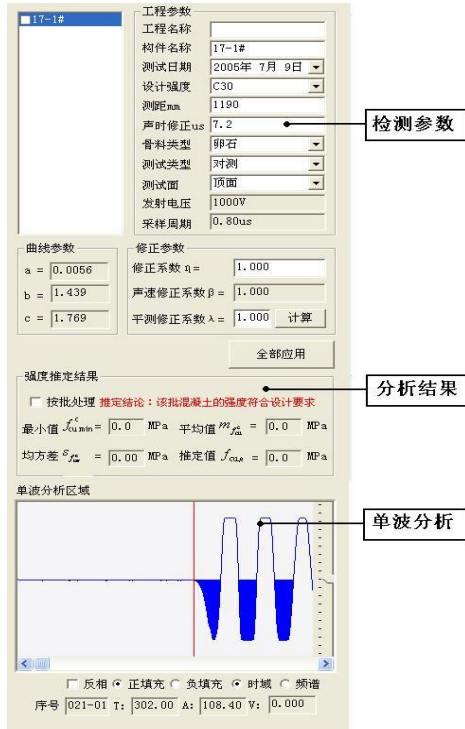 17-1#
工程参数
工程名称
构件名称 17-1#
测试日期 2005年 7月 9日
设计强度 C30
测距mm 1190
声时修正us 7.2
骨料类型 卵石
测试类型 对测
测试面 顶面
发射电压 1000V
采样周期 0.80us
检测参数
曲线参数
a = 0.0056
b = 1.439
c = 1.769
修正参数
修正系数 η = 1.000
声速修正系数 β = 1.000
平测修正系数 λ = 1.000 计算
全部应用
强度推定结果
按批处理 推定结论：该批混凝土的强度符合设计要求
最小值 f^c_cu min = 0.0 MPa 平均值 m_f^c_cu = 0.0 MPa
均方差 s_f^c_cu = 0.00 MPa 推定值 f_cu,e = 0.0 MPa
分析结果
单波分析区域
单波分析
反相 正填充 负填充 时域 频谱
序号 021-01 T: 302.00 A: 108.40 V: 0.000